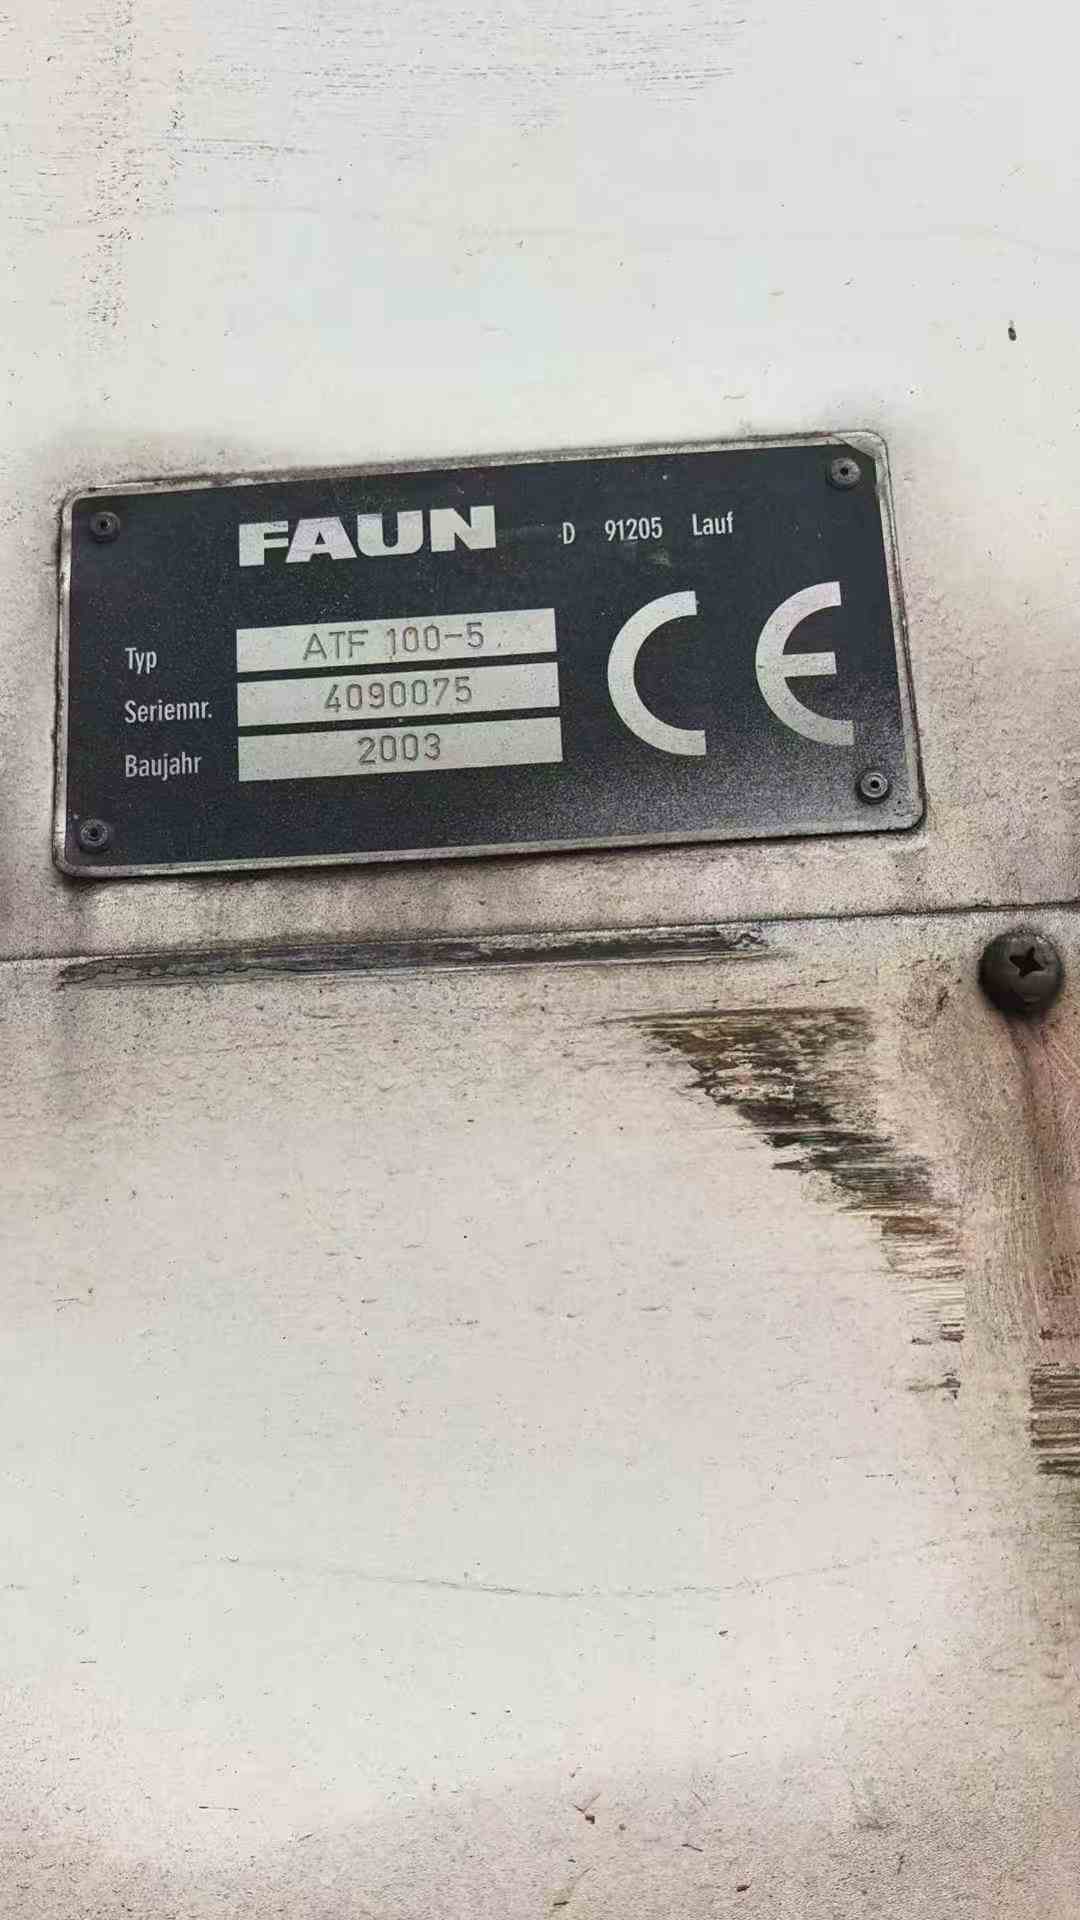 FAUN D 91205 Lauf
Typ ATF 100-5
Seriennr. 4090075
Baujahr 2003
CE